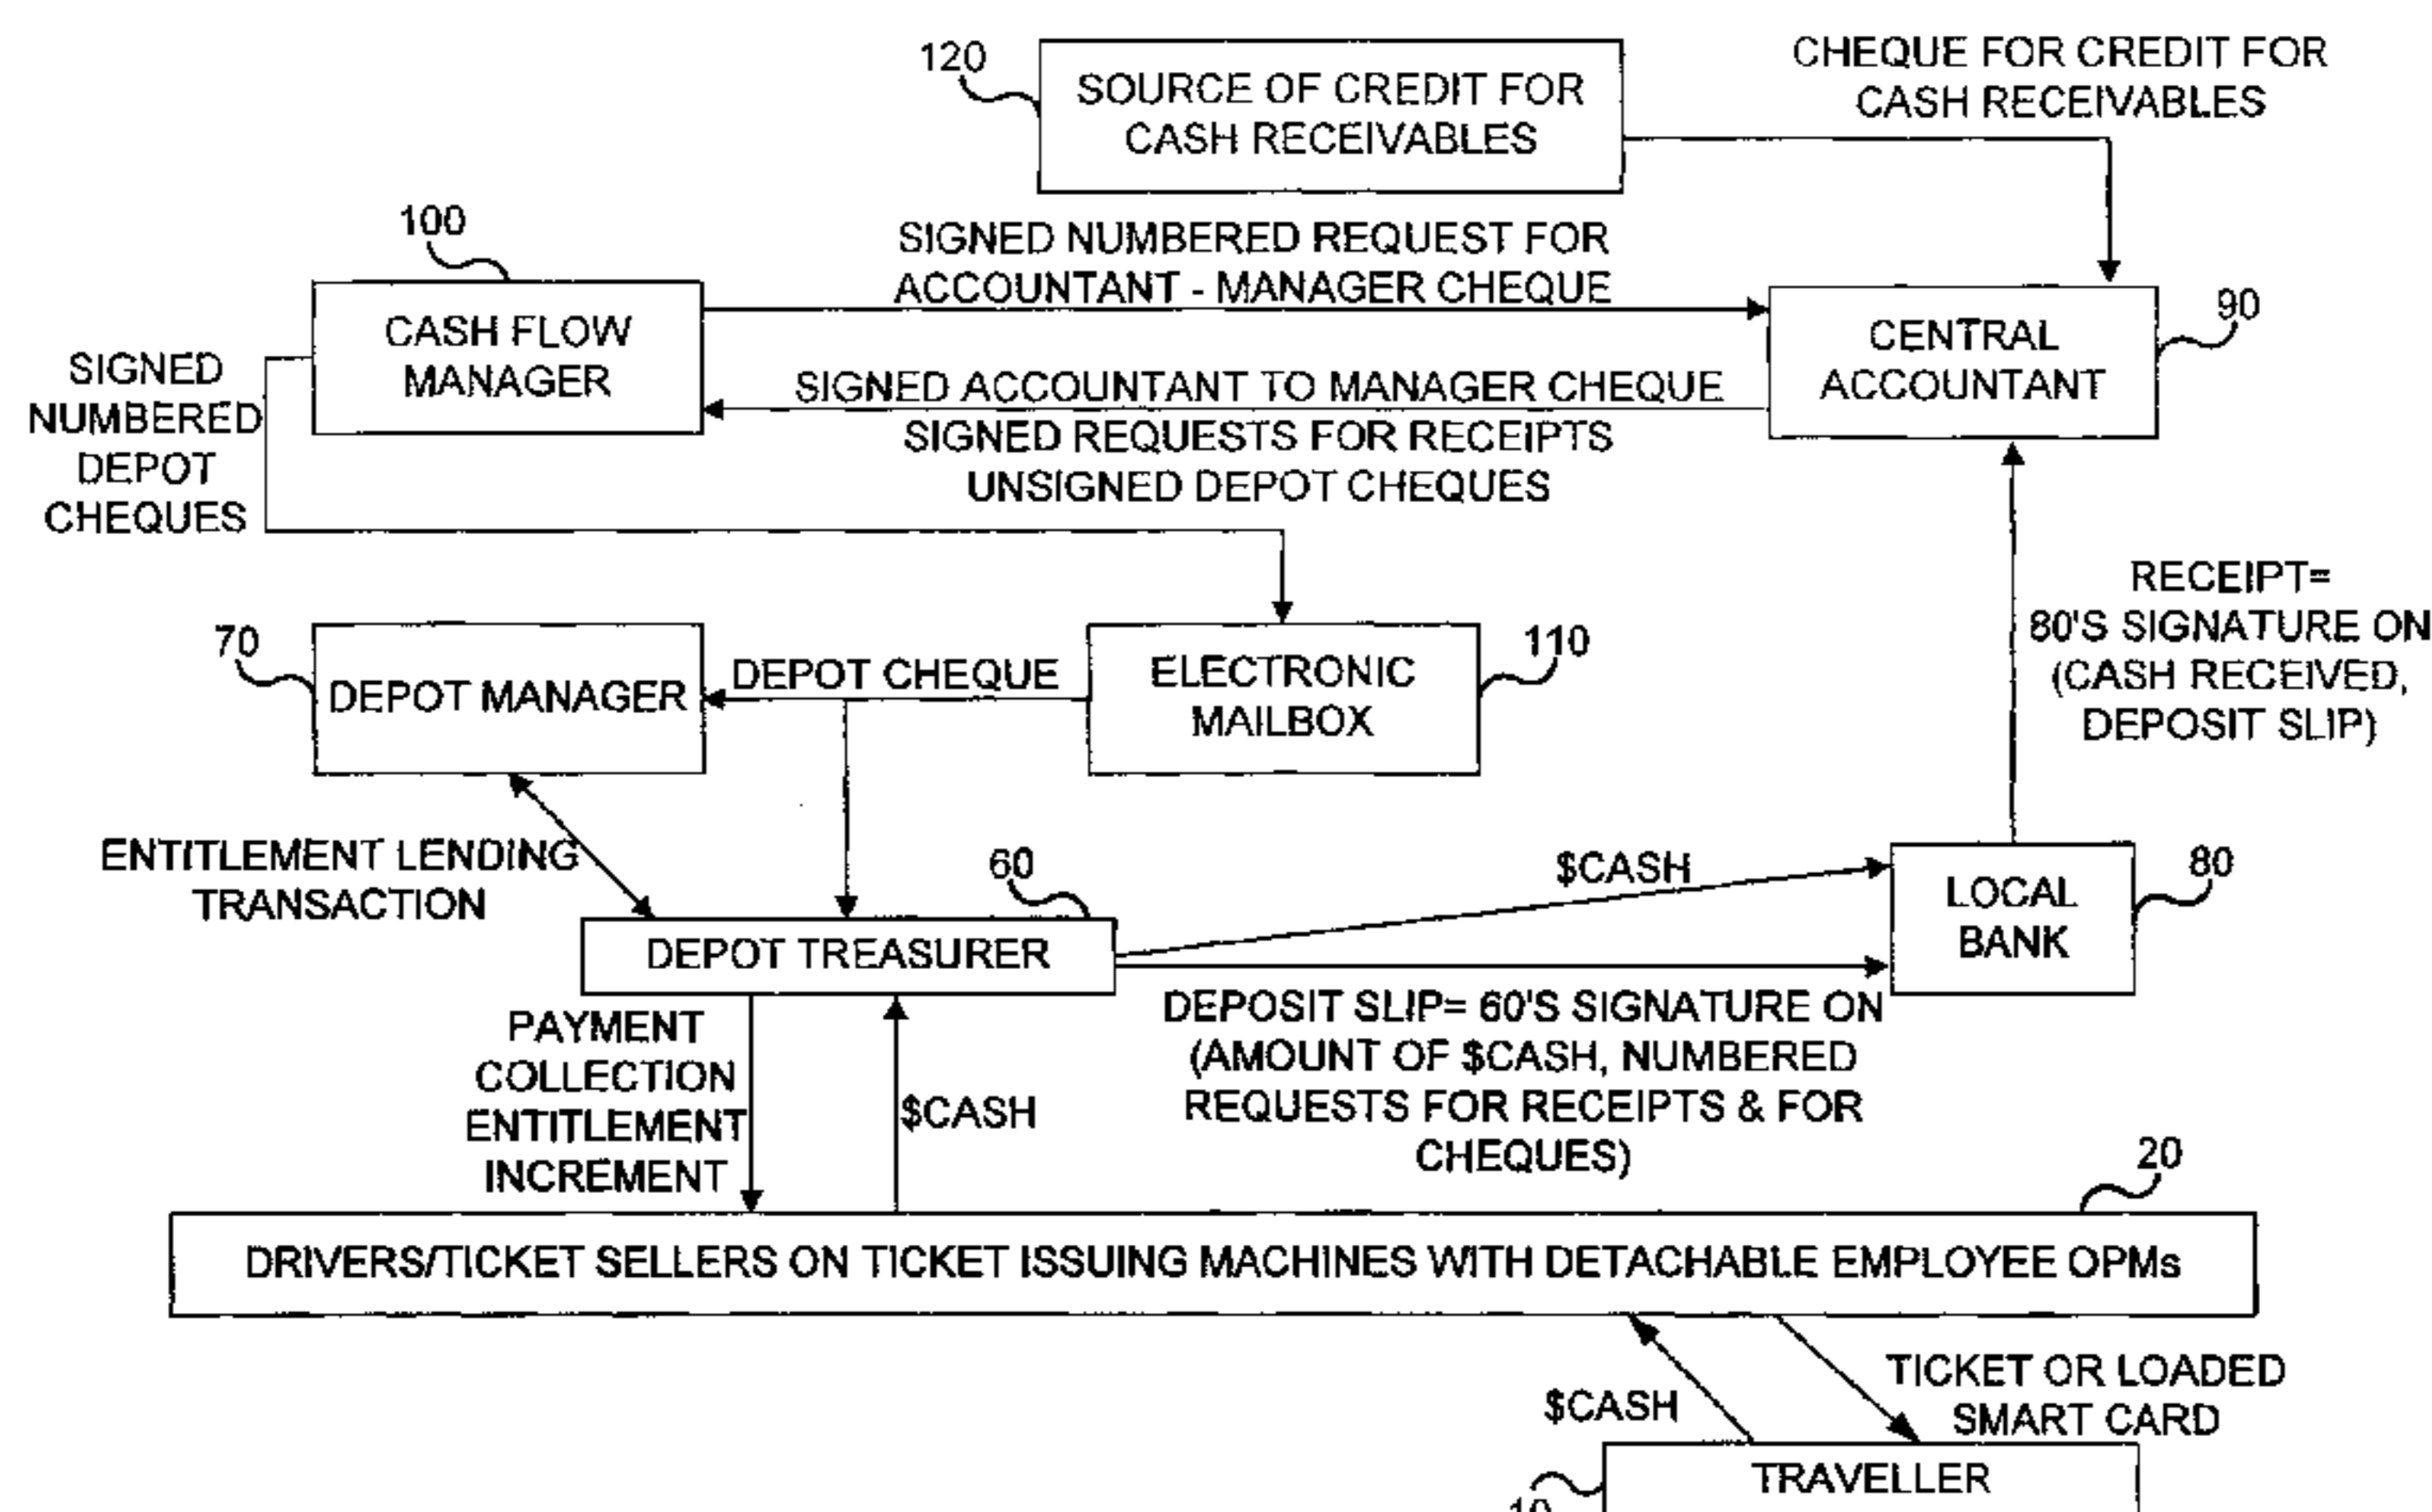 120
SOURCE OF CREDIT FOR
CASH RECEIVABLES
CHEQUE FOR CREDIT FOR
CASH RECEIVABLES
100
CASH FLOW
MANAGER
SIGNED NUMBERED REQUEST FOR
ACCOUNTANT - MANAGER CHEQUE
90
CENTRAL
ACCOUNTANT
SIGNED ACCOUNTANT TO MANAGER CHEQUE
SIGNED REQUESTS FOR RECEIPTS
UNSIGNED DEPOT CHEQUES
SIGNED
NUMBERED
DEPOT
CHEQUES
70
DEPOT MANAGER
DEPOT CHEQUE
110
ELECTRONIC
MAILBOX
RECEIPT=
80'S SIGNATURE ON
(CASH RECEIVED,
DEPOSIT SLIP)
ENTITLEMENT LENDING
TRANSACTION
60
DEPOT TREASURER
$CASH
80
LOCAL
BANK
DEPOSIT SLIP= 60'S SIGNATURE ON
(AMOUNT OF $CASH, NUMBERED
REQUESTS FOR RECEIPTS & FOR
CHEQUES)
PAYMENT
COLLECTION
ENTITLEMENT
INCREMENT
$CASH
20
DRIVERS/TICKET SELLERS ON TICKET ISSUING MACHINES WITH DETACHABLE EMPLOYEE OPMs
$CASH
TICKET OR LOADED
SMART CARD
10
TRAVELLER